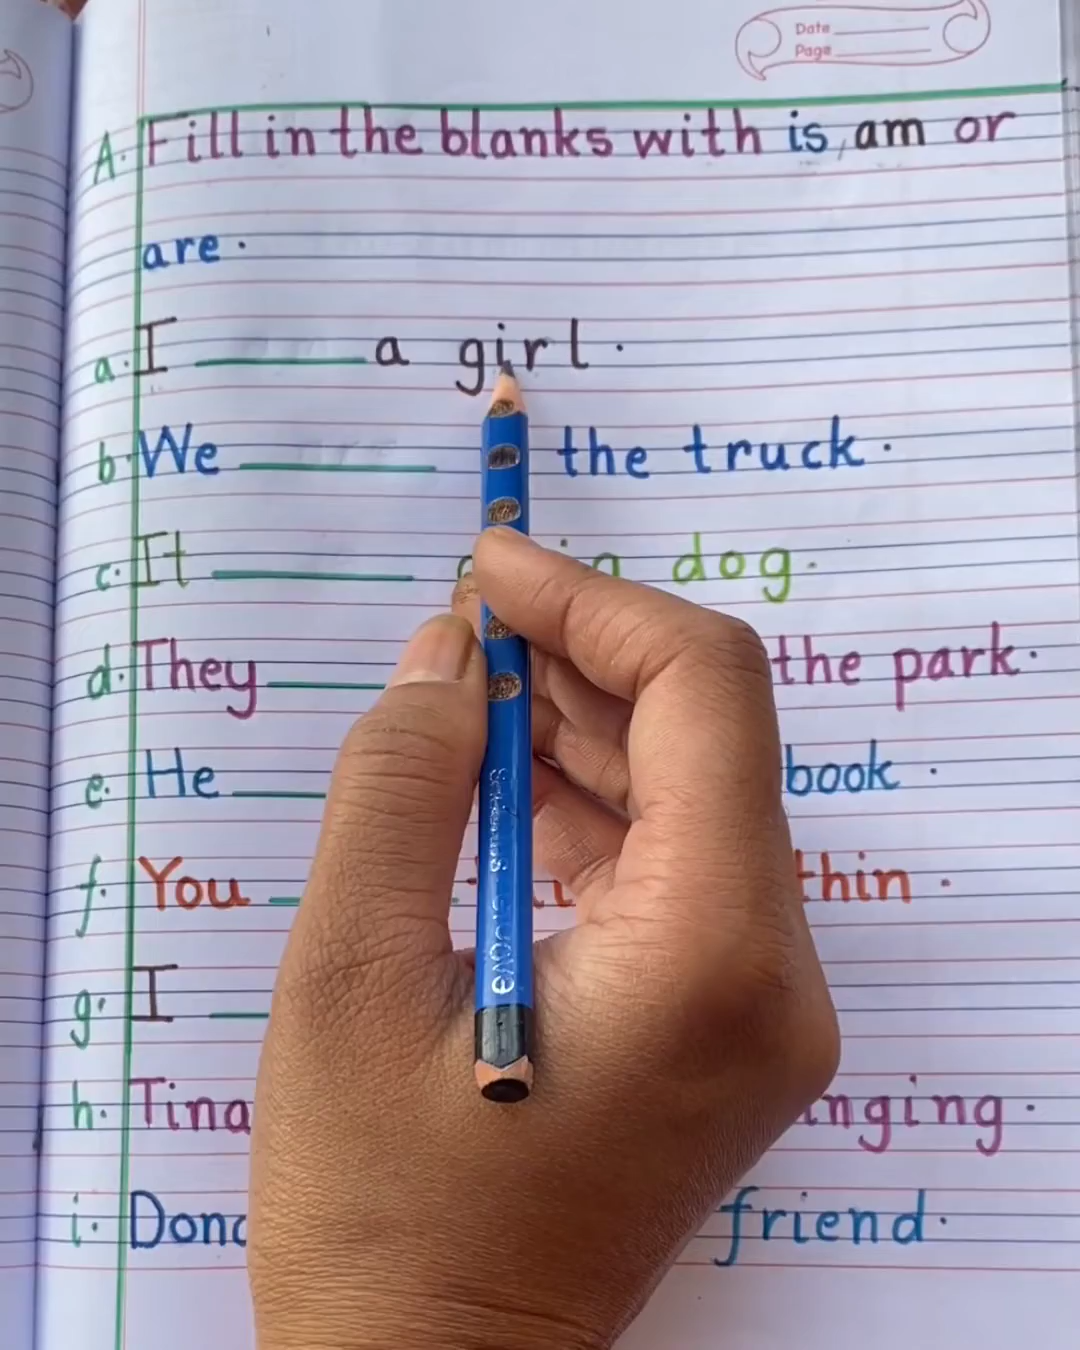 Date
Page
A. Fill in the blanks with is, am or
are.
a. I ______ a girl.
b. We ______ the truck.
c. It ______ dog.
d. They ______ the park.
e. He ______ book.
f. You ______ thin.
g. I ______
h. Tina
i. friend.